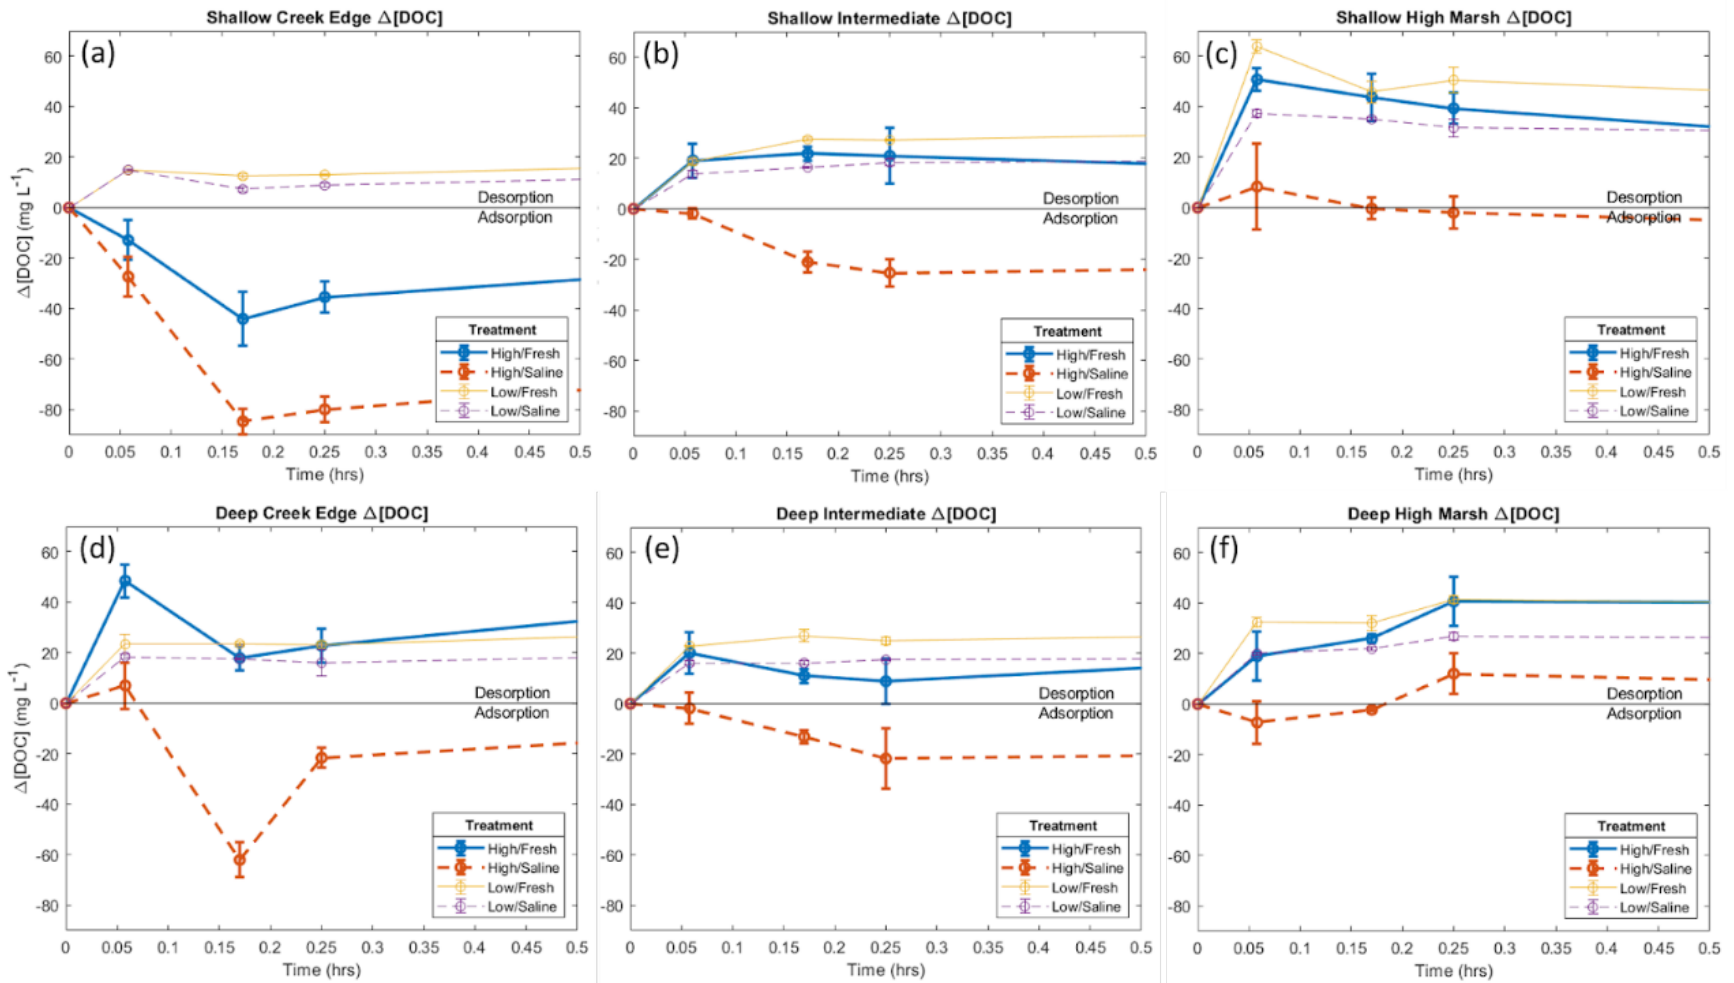 Shallow Creek Edge Δ[DOC]
(a)
Δ[DOC] (mg L⁻¹)
60
40
20
0
-20
-40
-60
-80
Desorption
Adsorption
Treatment
High/Fresh
High/Saline
Low/Fresh
Low/Saline
0 0.05 0.1 0.15 0.2 0.25 0.3 0.35 0.4 0.45 0.5
Time (hrs)
Shallow Intermediate Δ[DOC]
(b)
60
40
20
0
-20
-40
-60
-80
Desorption
Adsorption
Treatment
High/Fresh
High/Saline
Low/Fresh
Low/Saline
0 0.05 0.1 0.15 0.2 0.25 0.3 0.35 0.4 0.45 0.5
Time (hrs)
Shallow High Marsh Δ[DOC]
(c)
60
40
20
0
-20
-40
-60
-80
Desorption
Adsorption
Treatment
High/Fresh
High/Saline
Low/Fresh
Low/Saline
0 0.05 0.1 0.15 0.2 0.25 0.3 0.35 0.4 0.45 0.5
Time (hrs)
Deep Creek Edge Δ[DOC]
(d)
Δ[DOC] (mg L⁻¹)
60
40
20
0
-20
-40
-60
-80
Desorption
Adsorption
Treatment
High/Fresh
High/Saline
Low/Fresh
Low/Saline
0 0.05 0.1 0.15 0.2 0.25 0.3 0.35 0.4 0.45 0.5
Time (hrs)
Deep Intermediate Δ[DOC]
(e)
60
40
20
0
-20
-40
-60
-80
Desorption
Adsorption
Treatment
High/Fresh
High/Saline
Low/Fresh
Low/Saline
0 0.05 0.1 0.15 0.2 0.25 0.3 0.35 0.4 0.45 0.5
Time (hrs)
Deep High Marsh Δ[DOC]
(f)
60
40
20
0
-20
-40
-60
-80
Desorption
Adsorption
Treatment
High/Fresh
High/Saline
Low/Fresh
Low/Saline
0 0.05 0.1 0.15 0.2 0.25 0.3 0.35 0.4 0.45 0.5
Time (hrs)